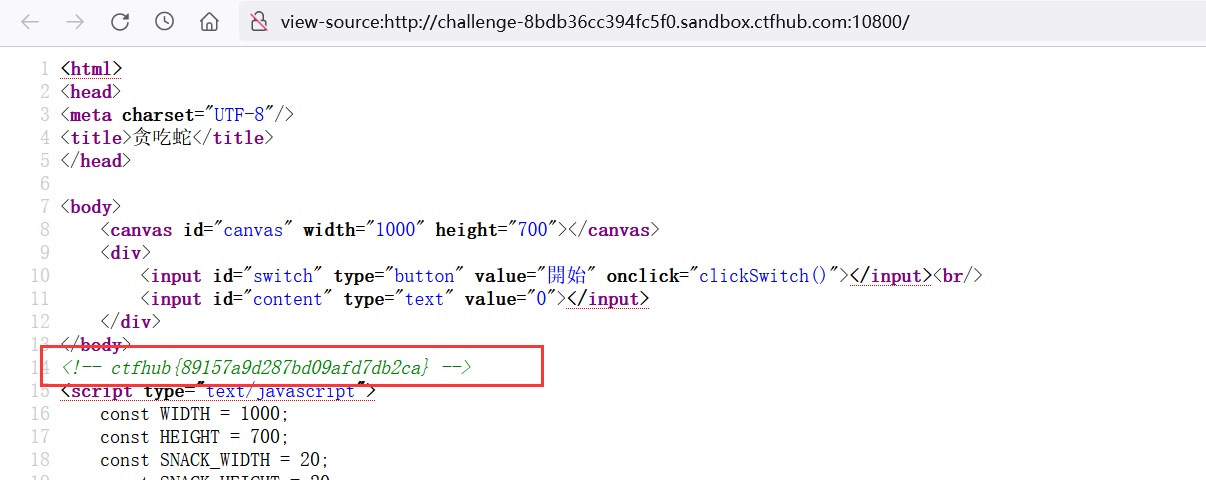 view-source:http://challenge-8bdb36cc394fc5f0.sandbox.ctfhub.com:10800/
1 <html>
2 <head>
3 <meta charset="UTF-8"/>
4 <title>贪吃蛇</title>
5 </head>
6
7 <body>
8 <canvas id="canvas" width="1000" height="700"></canvas>
9 <div>
10 <input id="switch" type="button" value="開始" onclick="clickSwitch()"></input><br/>
11 <input id="content" type="text" value="0"></input>
12 </div>
13 </body>
14 <!-- ctfhub{89157a9d287bd09afd7db2ca} -->
15 <script type="text/javascript">
16 const WIDTH = 1000;
17 const HEIGHT = 700;
18 const SNACK_WIDTH = 20;